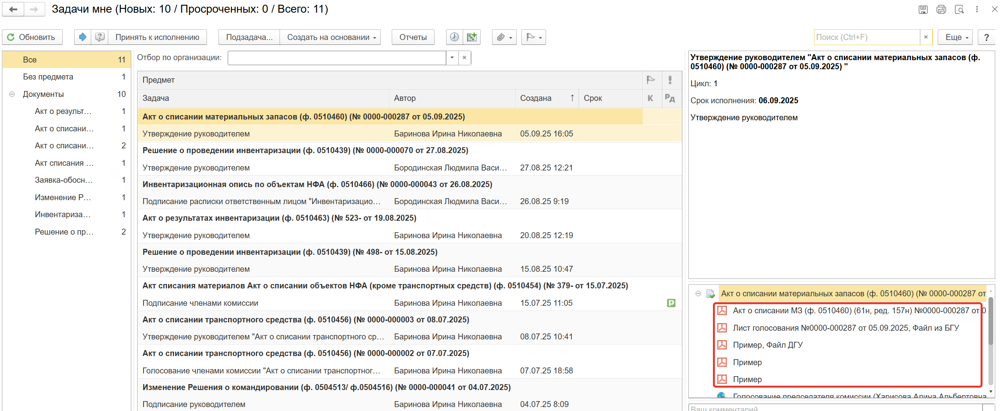 Задачи мне (Новых: 10 / Просроченных: 0 / Всего: 11)
Обновить
Принять к исполнению
Подзадача...
Создать на основании
Отчеты
Поиск (Ctrl+F)
×
Еще
?
Все 11
Без предмета 1
Документы 10
Акт о результ... 1
Акт о списани... 1
Акт о списани... 2
Акт списания ... 1
Заявка-обосн... 1
Изменение Р... 1
Инвентариза... 1
Решение о пр... 2
Отбор по организации:
×
Предмет
Задача Автор Создана ↑ Срок К Рд
Акт о списании материальных запасов (ф. 0510460) (№ 0000-000287 от 05.09.2025)
Утверждение руководителем Баринова Ирина Николаевна 05.09.25 16:05
Решение о проведении инвентаризации (ф. 0510439) (№ 0000-000070 от 27.08.2025)
Утверждение руководителем Бородинская Людмила Васи... 27.08.25 12:21
Инвентаризационная опись по объектам НФА (ф. 0510466) (№ 0000-000043 от 26.08.2025)
Подписание расписки ответственным лицом "Инвентаризацио... Бородинская Людмила Васи... 26.08.25 9:19
Акт о результатах инвентаризации (ф. 0510463) (№ 523- от 19.08.2025)
Утверждение руководителем Баринова Ирина Николаевна 20.08.25 12:19
Решение о проведении инвентаризации (ф. 0510439) (№ 498- от 15.08.2025)
Утверждение руководителем Баринова Ирина Николаевна 15.08.25 10:47
Акт списания материалов Акт о списании объектов НФА (кроме транспортных средств) (ф. 0510454) (№ 379- от 15.07.2025)
Подписание членами комиссии Баринова Ирина Николаевна 15.07.25 11:05 P
Акт о списании транспортного средства (ф. 0510456) (№ 0000-000003 от 08.07.2025)
Утверждение руководителем "Акт о списании транспортного ср... Баринова Ирина Николаевна 08.07.25 10:41
Акт о списании транспортного средства (ф. 0510456) (№ 0000-000002 от 07.07.2025)
Голосование членами комиссии "Акт о списании транспортног... Баринова Ирина Николаевна 07.07.25 18:58
Изменение Решения о командировании (ф. 0504513/ ф.0504516) (№ 0000-000041 от 04.07.2025)
Подписание руководителем Баринова Ирина Николаевна 04.07.25 8:09
Утверждение руководителем "Акт о списании материальных запасов (ф.
0510460) (№ 0000-000287 от 05.09.2025) "
Цикл: 1
Срок исполнения: 06.09.2025
Утверждение руководителем
Акт о списании материальных запасов (ф. 0510460) (№ 0000-000287 от
Акт о списании МЗ (ф. 0510460) (61н, ред. 157н) №0000-000287 от 0
Лист голосования №0000-000287 от 05.09.2025, Файл из БГУ
Пример, Файл ДГУ
Пример
Пример
Голосование председателя комиссии (Харисова Алина Альбертовна
Ваш комментарий